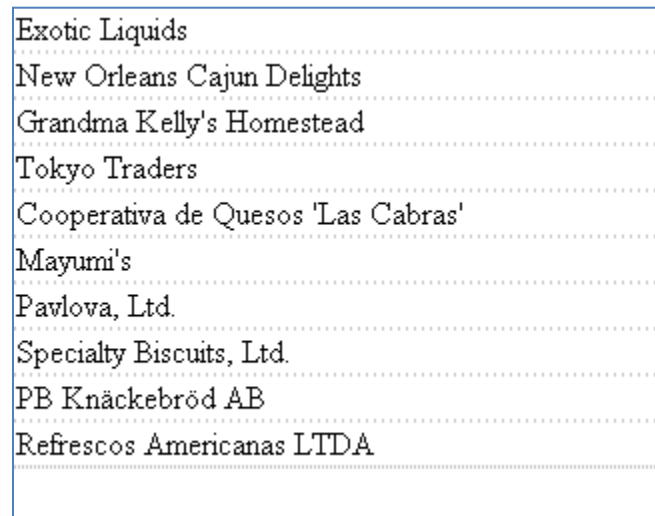 Exotic Liquids
New Orleans Cajun Delights
Grandma Kelly's Homestead
Tokyo Traders
Cooperativa de Quesos 'Las Cabras'
Mayumi's
Pavlova, Ltd.
Specialty Biscuits, Ltd.
PB Knäckebröd AB
Refrescos Americanas LTDA